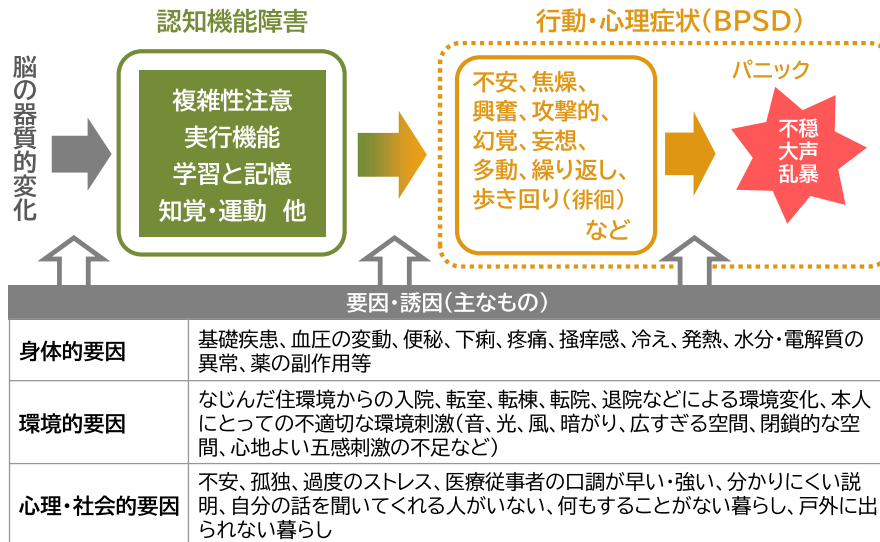 認知機能障害
行動・心理症状(BPSD)
脳の器質的変化
複雑性注意
実行機能
学習と記憶
知覚・運動 他
不安、焦燥、
興奮、攻撃的、
幻覚、妄想、
多動、繰り返し、
歩き回り(徘徊)
など
パニック
不穏
大声
乱暴
要因・誘因(主なもの)
身体的要因
基礎疾患、血圧の変動、便秘、下痢、疼痛、掻痒感、冷え、発熱、水分・電解質の
異常、薬の副作用等
環境的要因
なじんだ住環境からの入院、転室、転棟、転院、退院などによる環境変化、本人
にとっての不適切な環境刺激(音、光、風、暗がり、広すぎる空間、閉鎖的な空
間、心地よい五感刺激の不足など)
心理・社会的要因
不安、孤独、過度のストレス、医療従事者の口調が早い・強い、分かりにくい説
明、自分の話を聞いてくれる人がいない、何もすることがない暮らし、戸外に出
られない暮らし